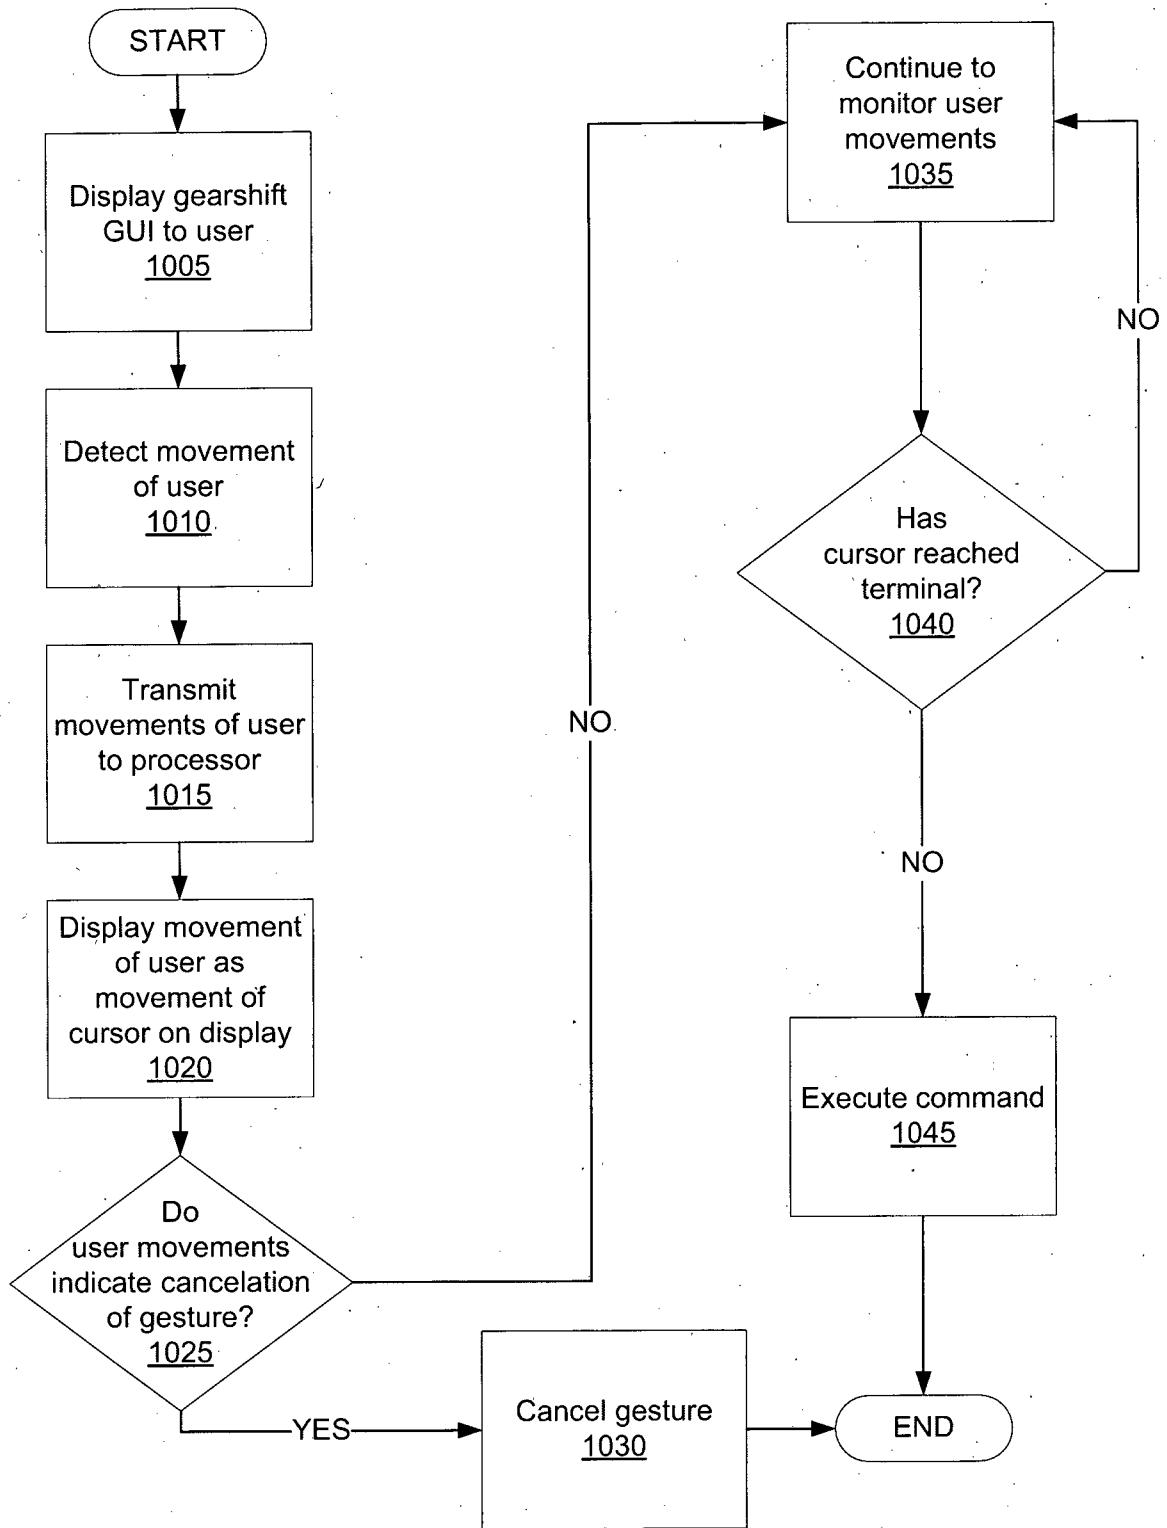 START
Display gearshift
GUI to user
1005
Detect movement
of user
1010
Transmit
movements of user
to processor
1015
Display movement
of user as
movement of
cursor on display
1020
Do
user movements
indicate cancelation
of gesture?
1025
YES
Cancel gesture
1030
NO
Continue to
monitor user
movements
1035
NO
Has
cursor reached
terminal?
1040
NO
Execute command
1045
END